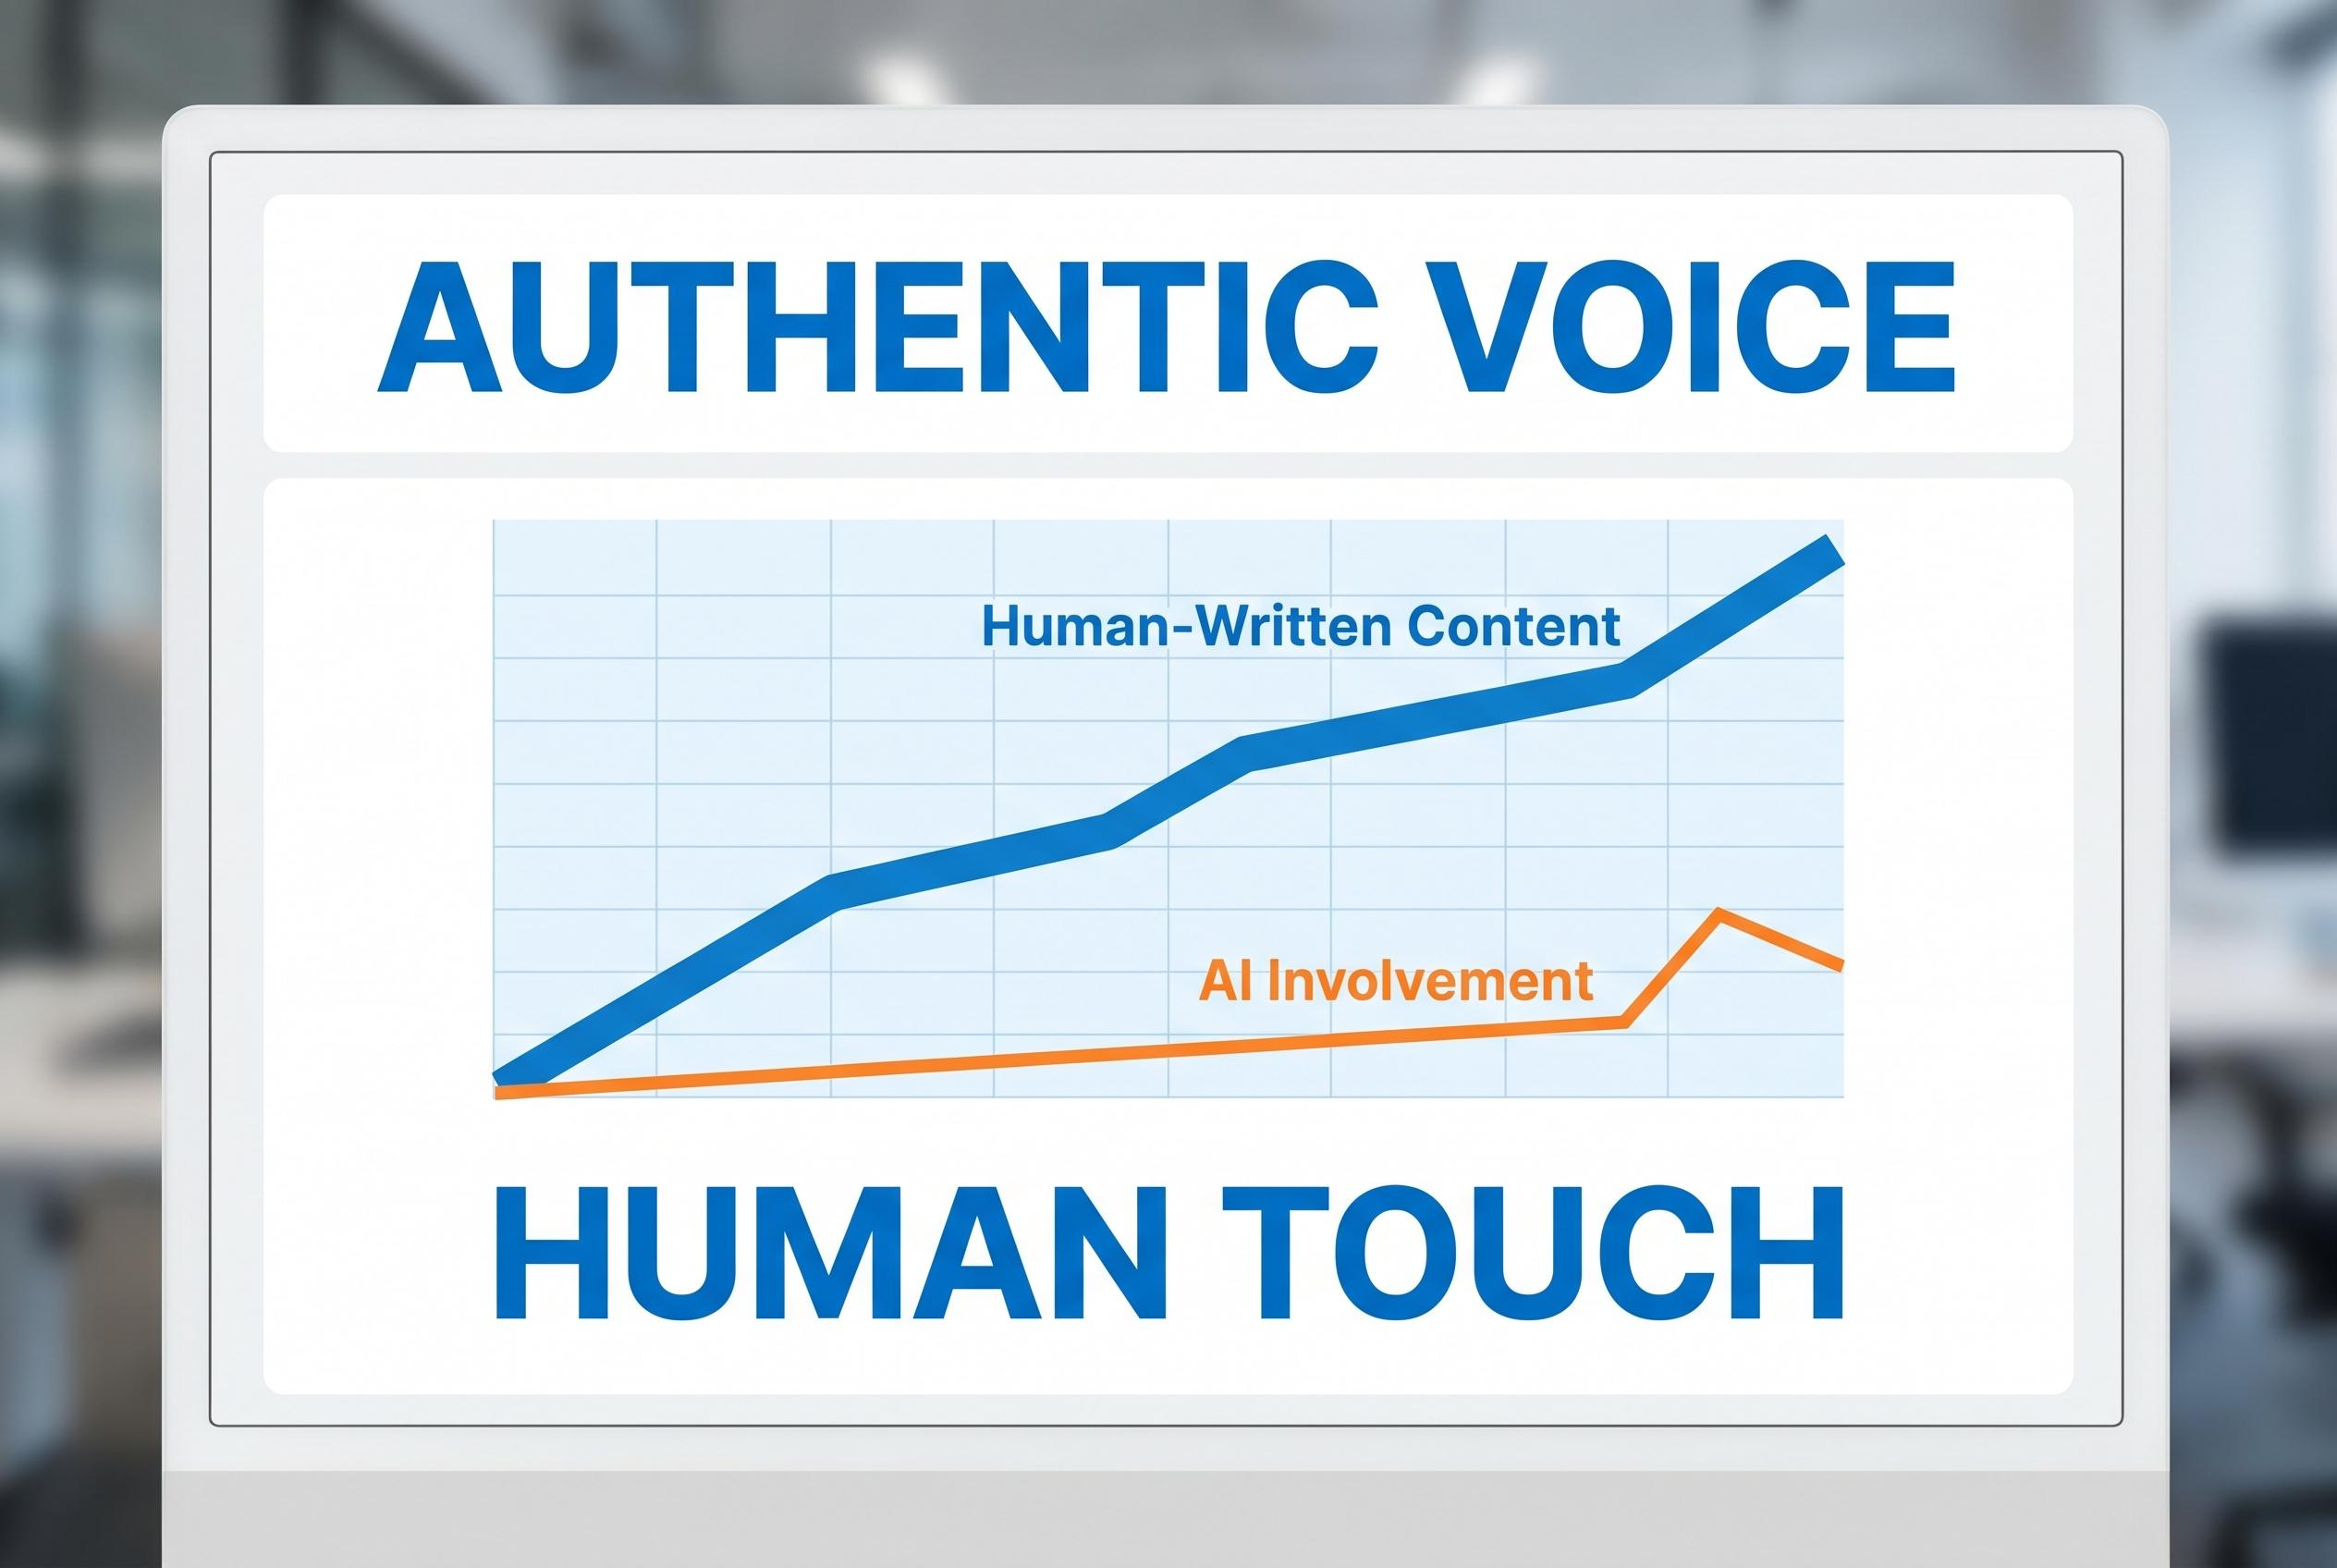 AUTHENTIC VOICE
Human-Written Content
AI Involvement
HUMAN TOUCH